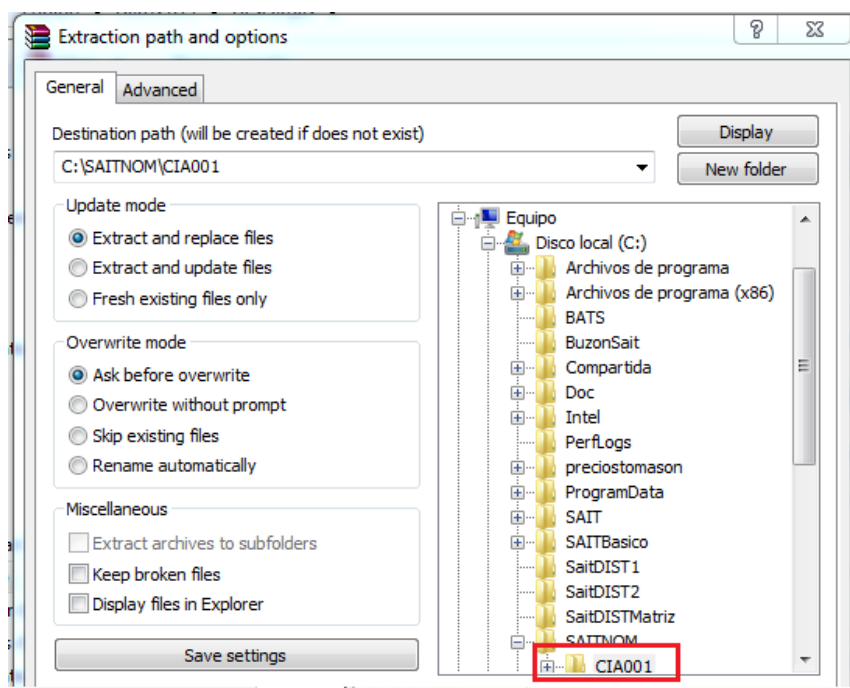 Extraction path and options
General
Advanced
Destination path (will be created if does not exist)
Display
C:\SAITNOM\CIA001
New folder
Update mode
Extract and replace files
Extract and update files
Fresh existing files only
Overwrite mode
Ask before overwrite
Overwrite without prompt
Skip existing files
Rename automatically
Miscellaneous
Extract archives to subfolders
Keep broken files
Display files in Explorer
Save settings
Equipo
Disco local (C:)
Archivos de programa
Archivos de programa (x86)
BATS
BuzonSait
Compartida
Doc
Intel
PerfLogs
preciostomason
ProgramData
SAIT
SAITBasico
SaitDIST1
SaitDIST2
SaitDISTMatriz
SAITNOM
CIA001